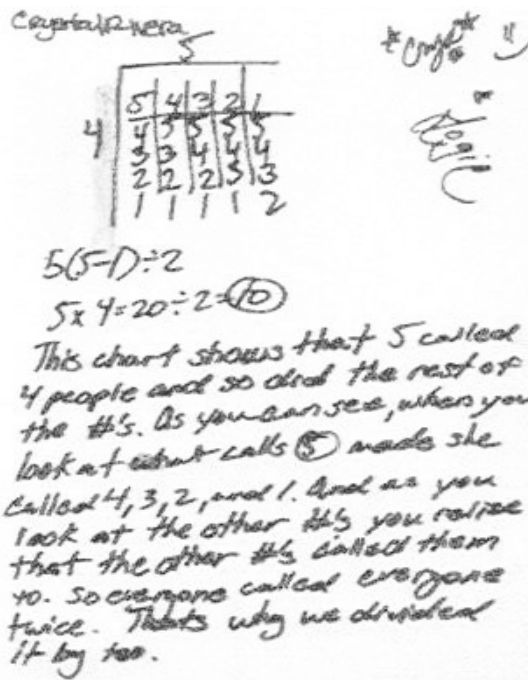 Crystal Rivera
5
5 4 3 2 1
4 4 5 5 5 5
3 3 4 4 4
2 2 2 3 3
1 1 1 1 2
5(5-1)÷2
5x4=20÷2=10
This chart shows that 5 called
4 people and so did the rest of
the #'s. As you can see, when you
look at what calls 5 made she
called 4, 3, 2, and 1. And as you
look at the other #'s you realize
that the other #'s called them
to. So everyone called everyone
twice. Thats why we divided
it by too.